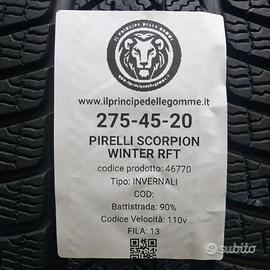 IL PRINCIPE DELLE GOMME
www.ilprincipedellegomme.it
275-45-20
PIRELLI SCORPION
WINTER RFT
codice prodotto: 46770
Tipo: INVERNALI
COD:
Battistrada: 90%
Codice Velocità: 110v
FILA: 13
subito